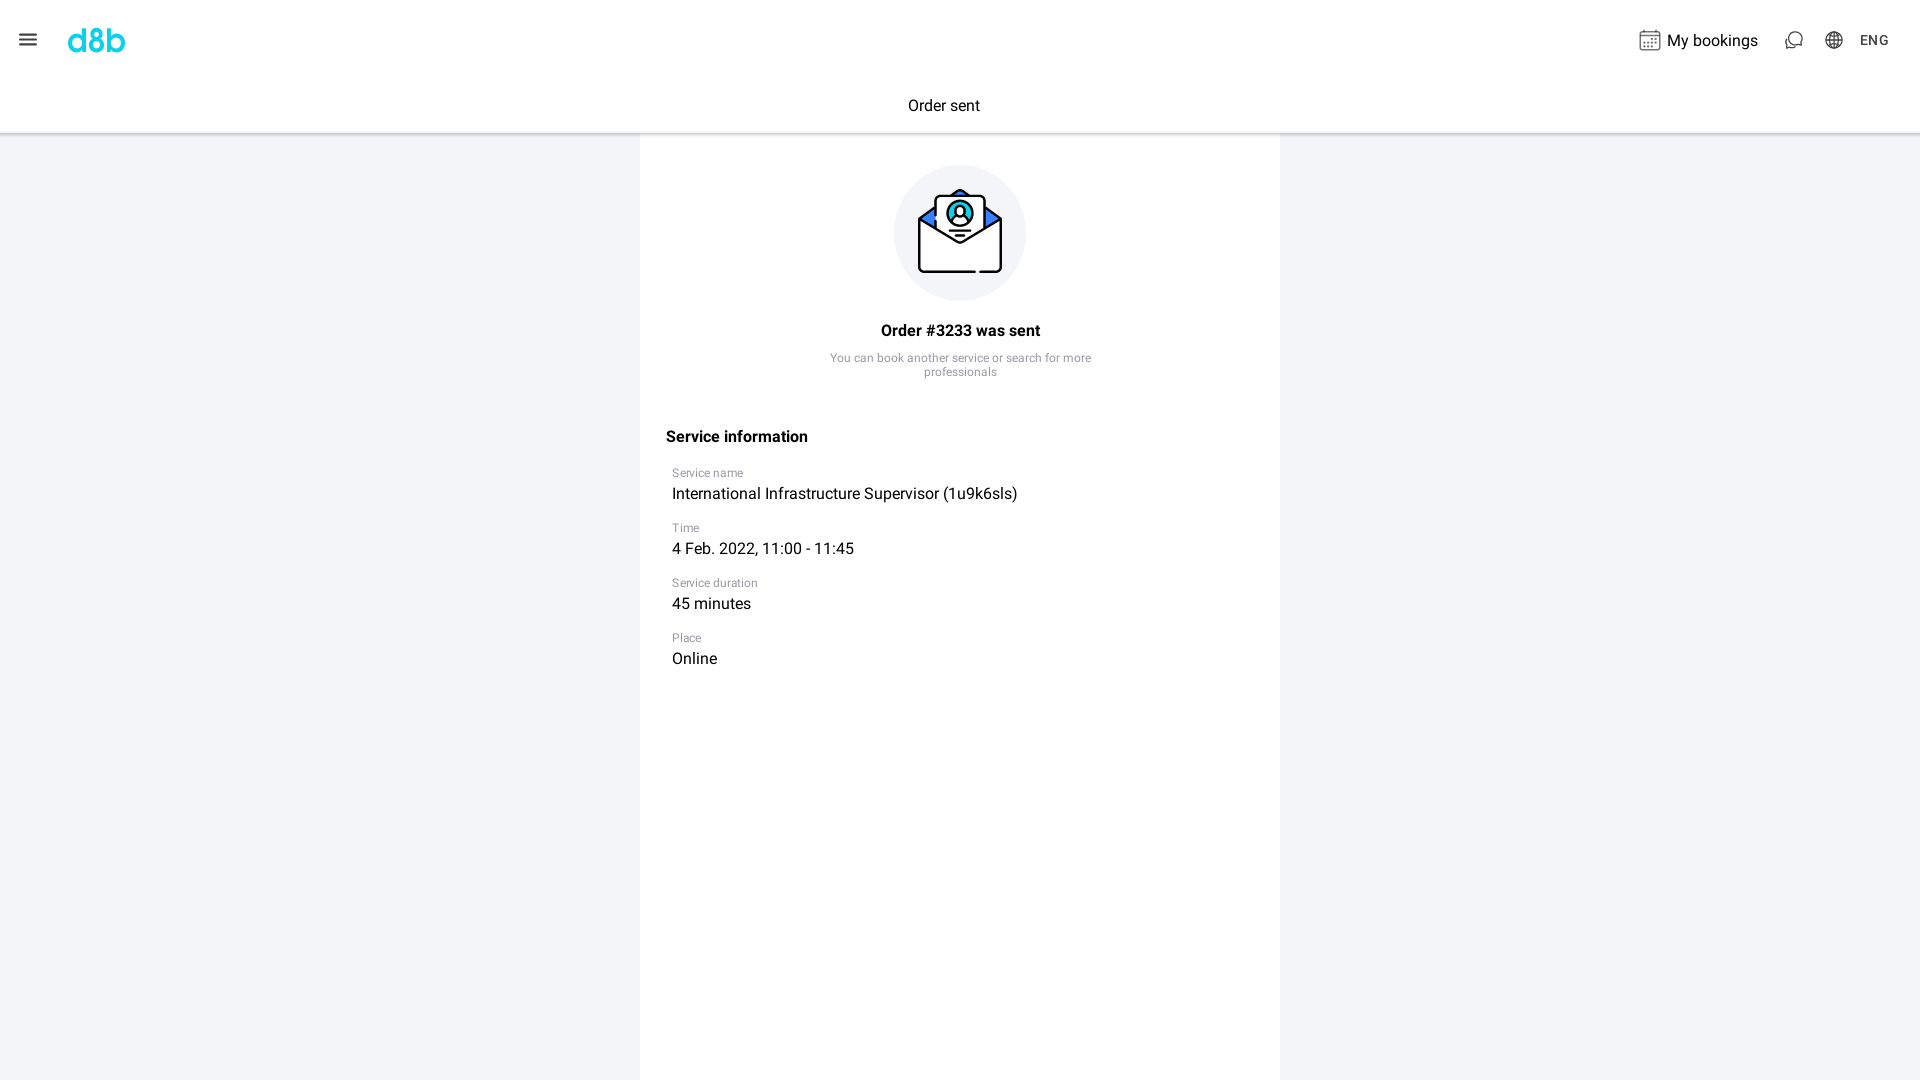 d8b
My bookings
ENG
Order sent
Order #3233 was sent
You can book another service or search for more
professionals
Service information
Service name
International Infrastructure Supervisor (1u9k6sls)
Time
4 Feb. 2022, 11:00 - 11:45
Service duration
45 minutes
Place
Online